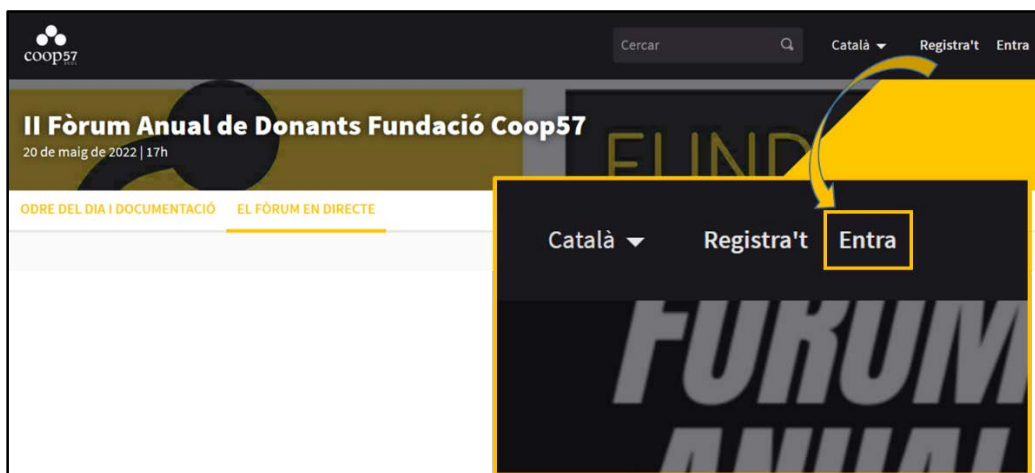 coop57
Cercar
Català
Registra't
Entra
II Fòrum Anual de Donants Fundació Coop57
20 de maig de 2022 | 17h
FUND
ODRE DEL DIA I DOCUMENTACIÓ
EL FÒRUM EN DIRECTE
Català
Registra't
Entra
FÒRUM
ANUAL